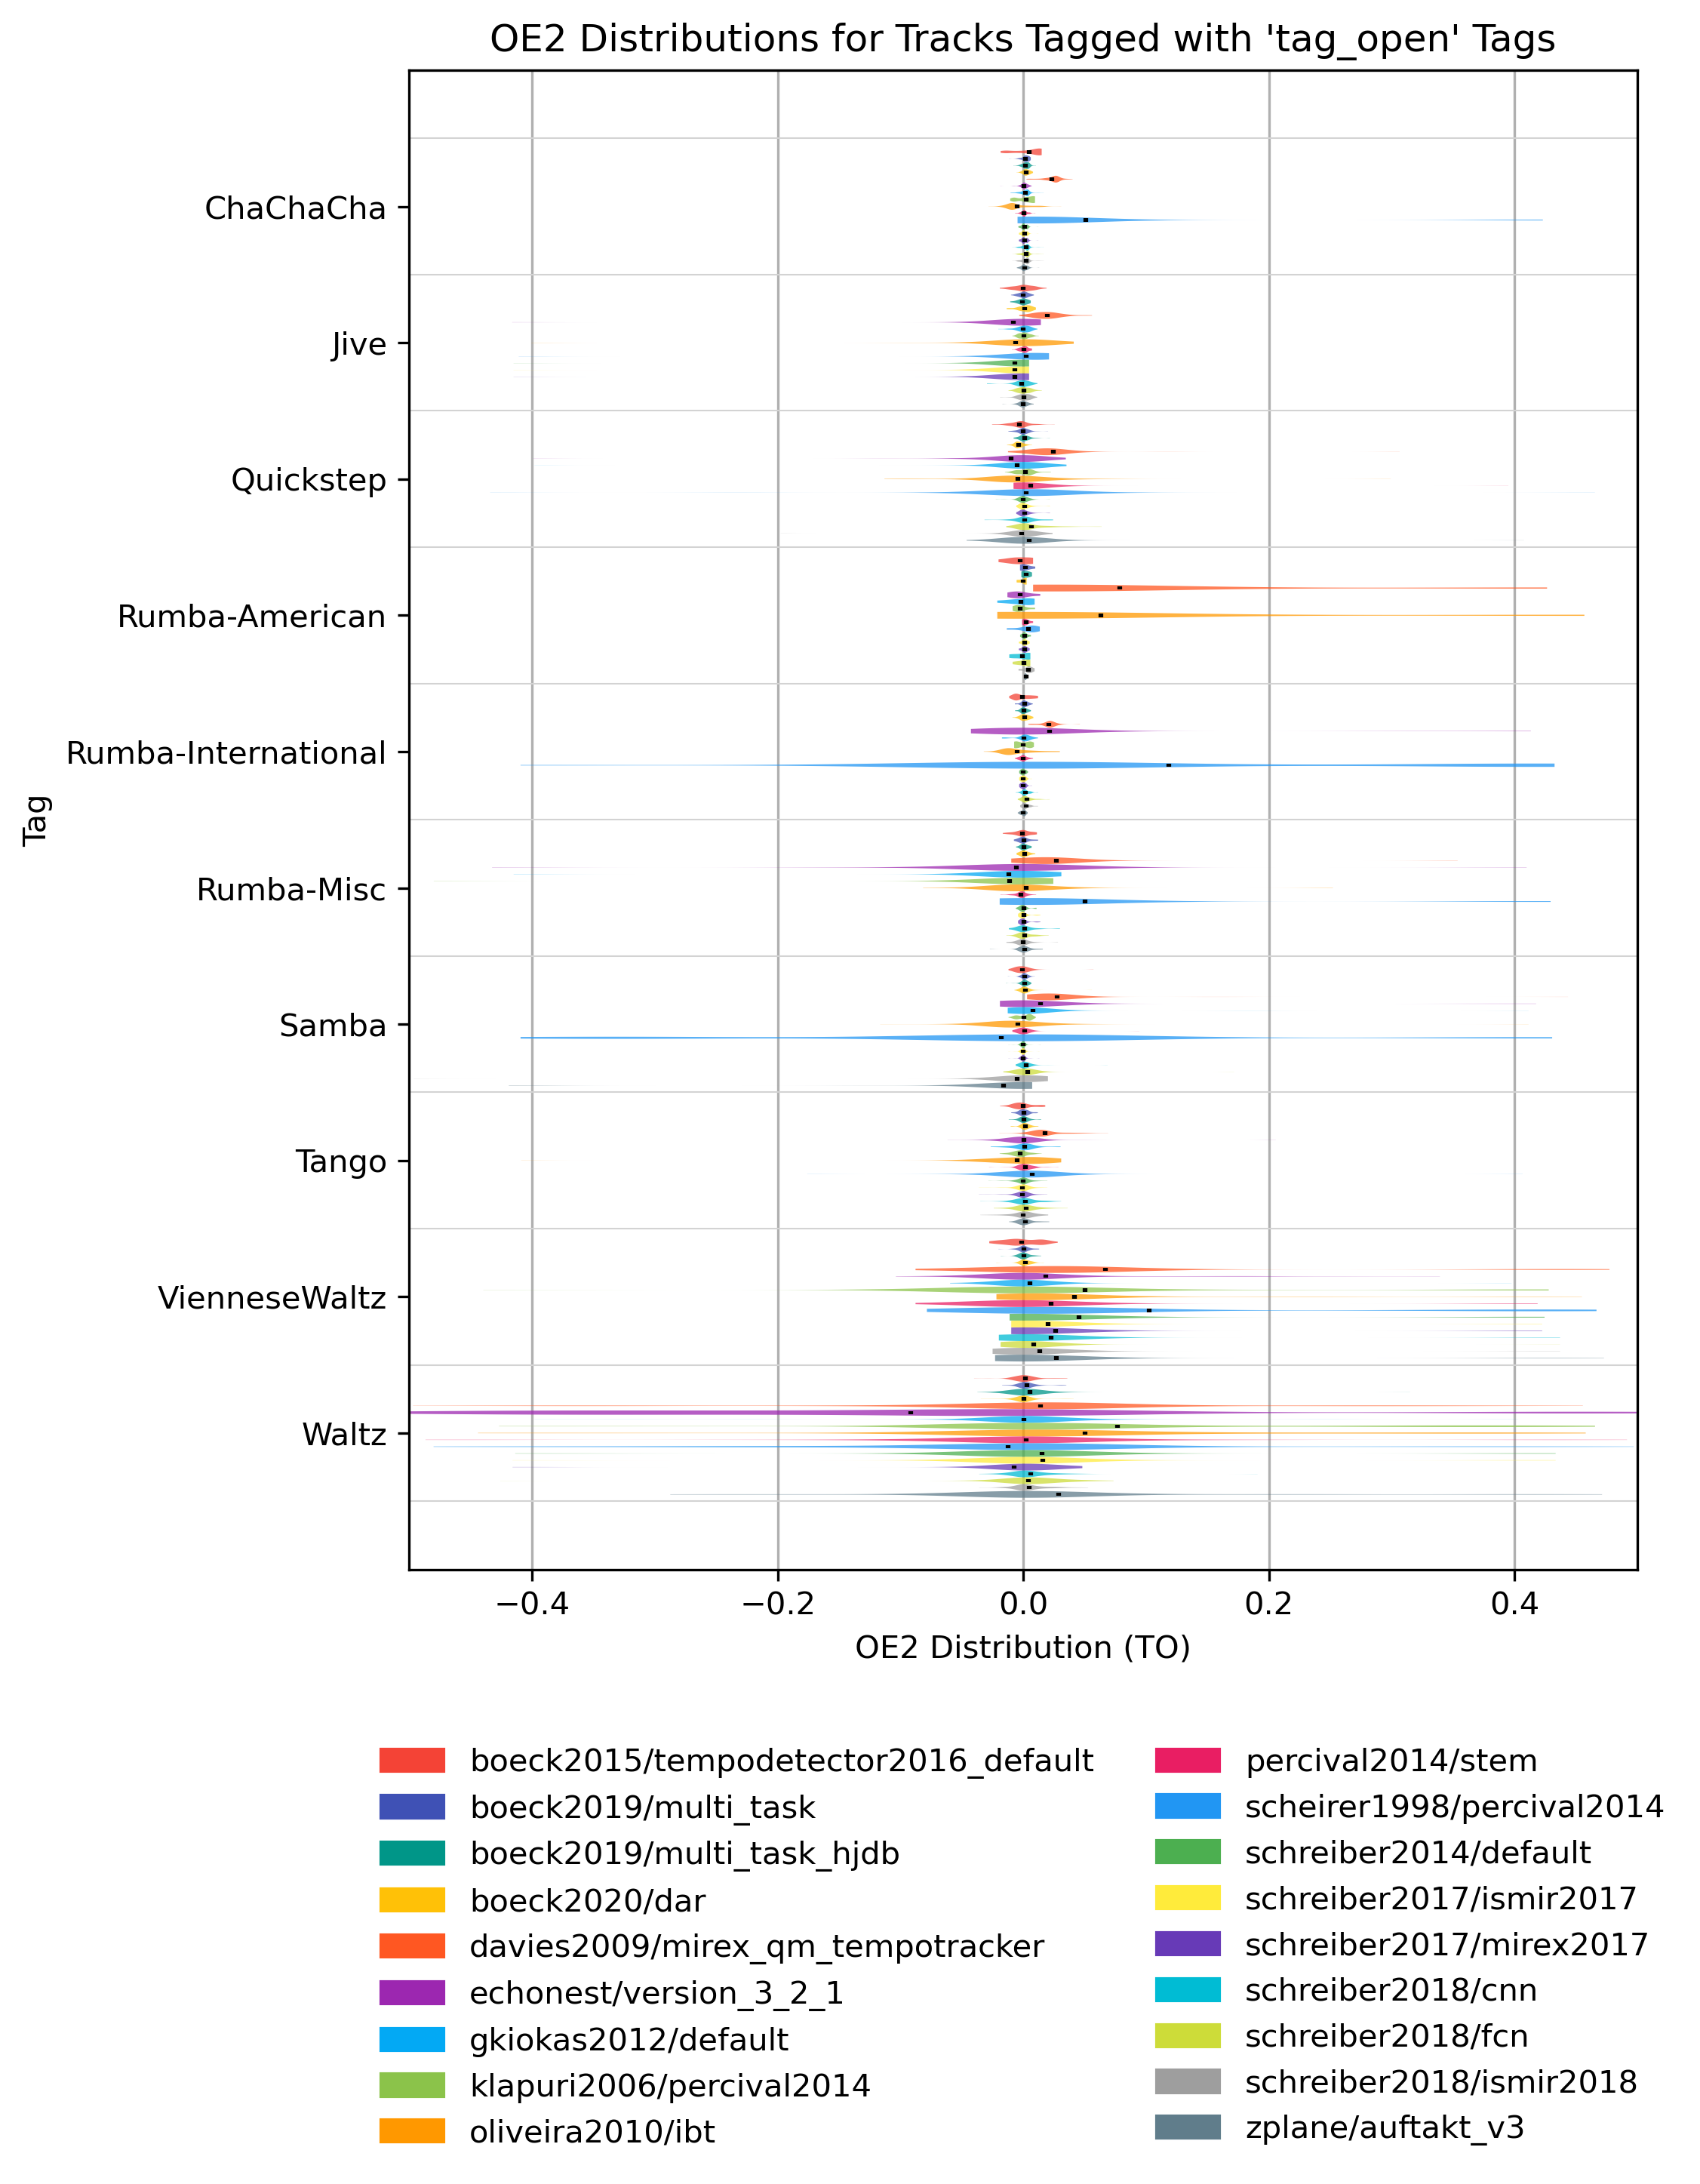 OE2 Distributions for Tracks Tagged with 'tag_open' Tags
ChaChaCha
Jive
Quickstep
Rumba-American
Rumba-International
Rumba-Misc
Samba
Tango
VienneseWaltz
Waltz
Tag
−0.4
−0.2
0.0
0.2
0.4
OE2 Distribution (TO)
boeck2015/tempodetector2016_default
boeck2019/multi_task
boeck2019/multi_task_hjdb
boeck2020/dar
davies2009/mirex_qm_tempotracker
echonest/version_3_2_1
gkiokas2012/default
klapuri2006/percival2014
oliveira2010/ibt
percival2014/stem
scheirer1998/percival2014
schreiber2014/default
schreiber2017/ismir2017
schreiber2017/mirex2017
schreiber2018/cnn
schreiber2018/fcn
schreiber2018/ismir2018
zplane/auftakt_v3